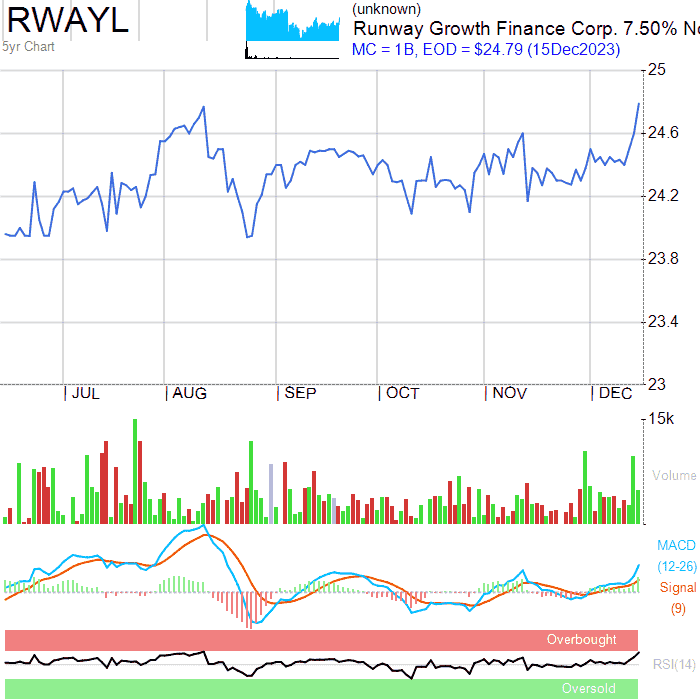 RWAYL
5yr Chart
(unknown)
Runway Growth Finance Corp. 7.50% No
MC = 1B, EOD = $24.79 (15Dec2023)
25
24.6
24.2
23.8
23.4
23
JUL AUG SEP OCT NOV DEC
15k
Volume
MACD
(12-26)
Signal
(9)
Overbought
RSI(14)
Oversold